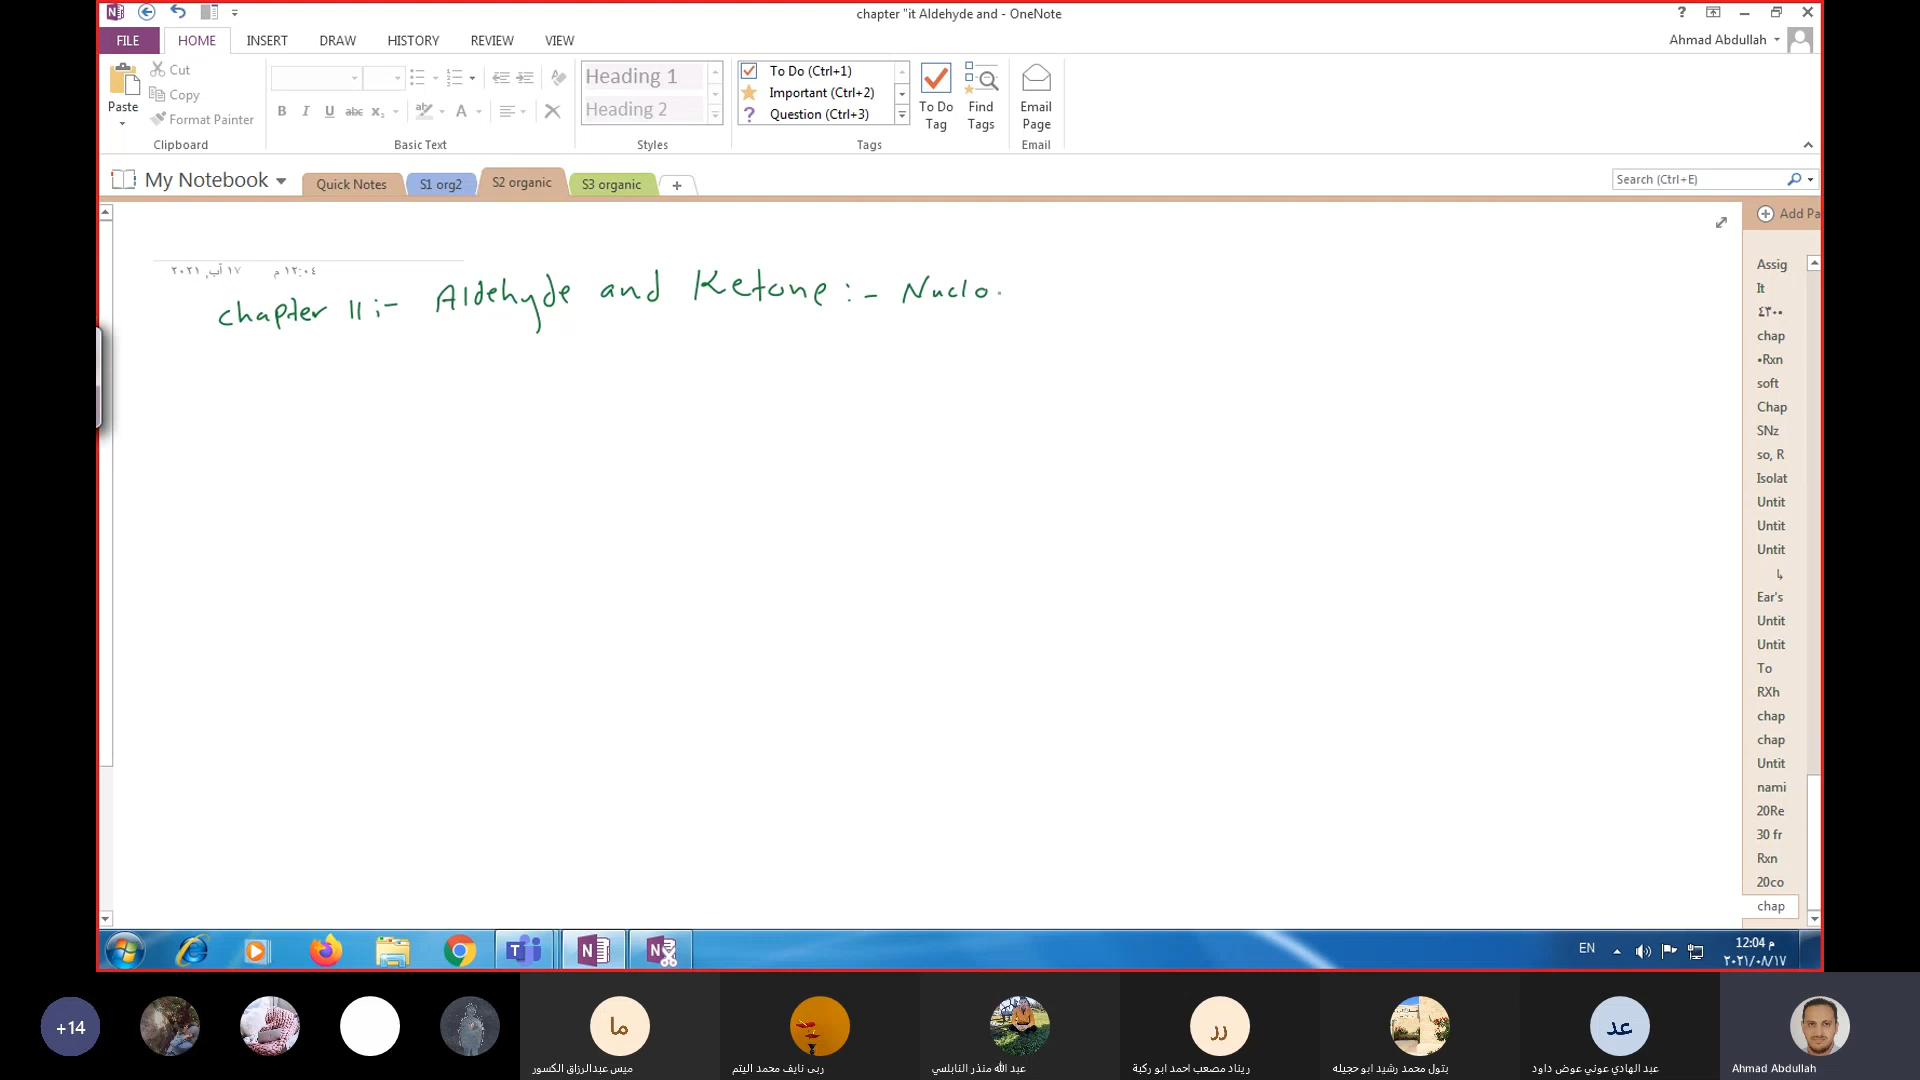 chapter "it Aldehyde and - OneNote
FILE HOME INSERT DRAW HISTORY REVIEW VIEW
Ahmad Abdullah
Paste
Cut
Copy
Format Painter
Clipboard
B I U abc X₂ A
Basic Text
Heading 1
Heading 2
Styles
To Do (Ctrl+1)
Important (Ctrl+2)
Question (Ctrl+3)
To Do Tag
Find Tags
Tags
Email Page
Email
My Notebook
Quick Notes S1 org2 S2 organic S3 organic
Search (Ctrl+E)
Add Pa
١٧ آب, ٢٠٢١ ١٢:٠٤ م
chapter 11 :- Aldehyde and Ketone :- Nuclo
Assig
It
٤٣٠٠
chap
•Rxn
soft
Chap
SNz
so, R
Isolat
Untit
Untit
Untit
↳
Ear's
Untit
Untit
To
RXh
chap
chap
Untit
nami
20Re
30 fr
Rxn
20co
chap
EN
12:04 م
٢٠٢١/٠٨/١٧
+14
ما
رر
عد
ميس عبدالرزاق الكسور
ربى نايف محمد اليتم
عبد الله منذر النابلسي
ريناد مصعب احمد ابو ركبة
بتول محمد رشيد ابو حجيله
عبد الهادي عوني عوض داود
Ahmad Abdullah